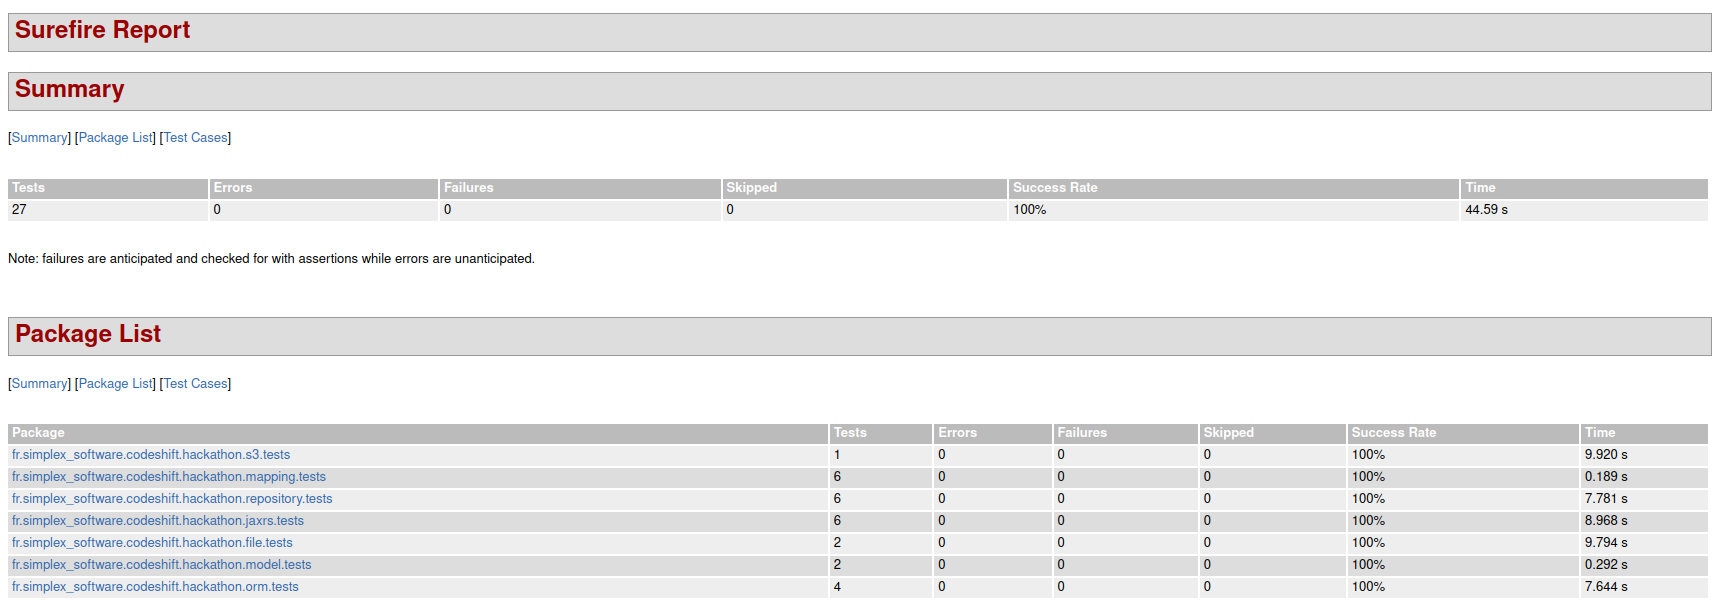 Surefire Report
Summary
[Summary] [Package List] [Test Cases]
Tests Errors Failures Skipped Success Rate Time
27 0 0 0 100% 44.59 s
Note: failures are anticipated and checked for with assertions while errors are unanticipated.
Package List
[Summary] [Package List] [Test Cases]
Package Tests Errors Failures Skipped Success Rate Time
fr.simplex_software.codeshift.hackathon.s3.tests 1 0 0 0 100% 9.920 s
fr.simplex_software.codeshift.hackathon.mapping.tests 6 0 0 0 100% 0.189 s
fr.simplex_software.codeshift.hackathon.repository.tests 6 0 0 0 100% 7.781 s
fr.simplex_software.codeshift.hackathon.jaxrs.tests 6 0 0 0 100% 8.968 s
fr.simplex_software.codeshift.hackathon.file.tests 2 0 0 0 100% 9.794 s
fr.simplex_software.codeshift.hackathon.model.tests 2 0 0 0 100% 0.292 s
fr.simplex_software.codeshift.hackathon.orm.tests 4 0 0 0 100% 7.644 s